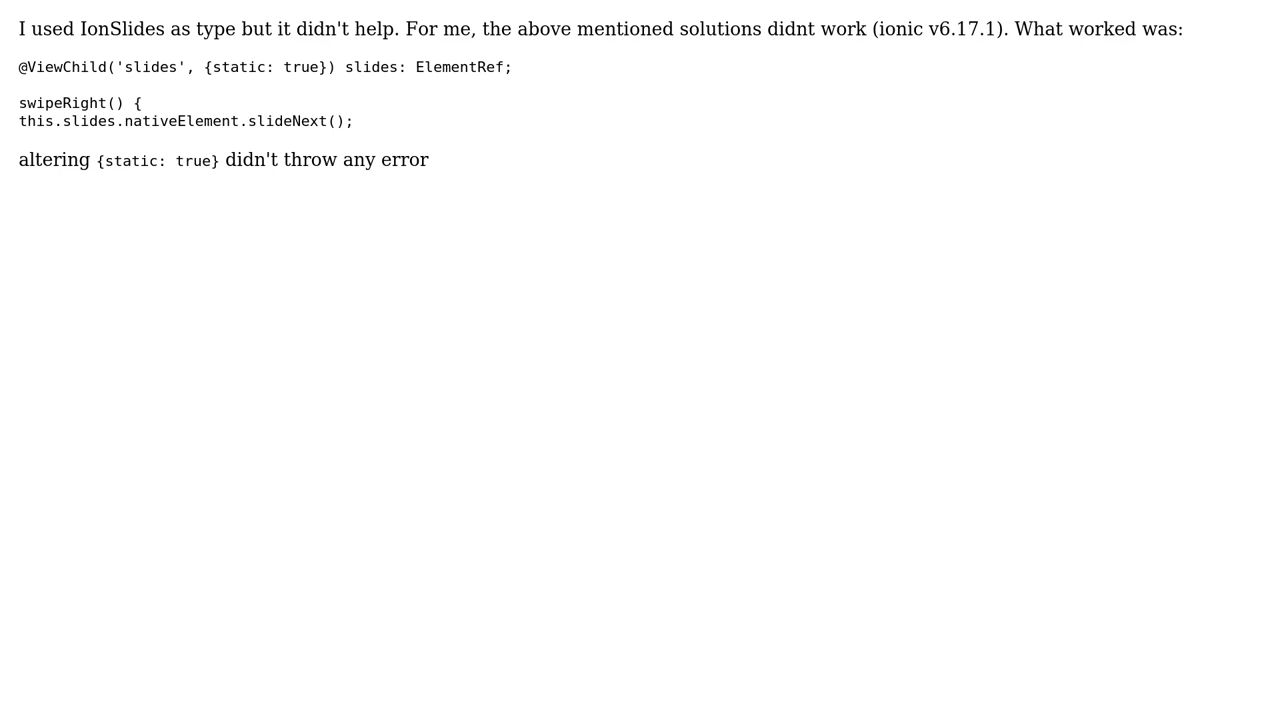 I used IonSlides as type but it didn't help. For me, the above mentioned solutions didnt work (ionic v6.17.1). What worked was:
@ViewChild('slides', {static: true}) slides: ElementRef;
swipeRight() {
this.slides.nativeElement.slideNext();
altering {static: true} didn't throw any error